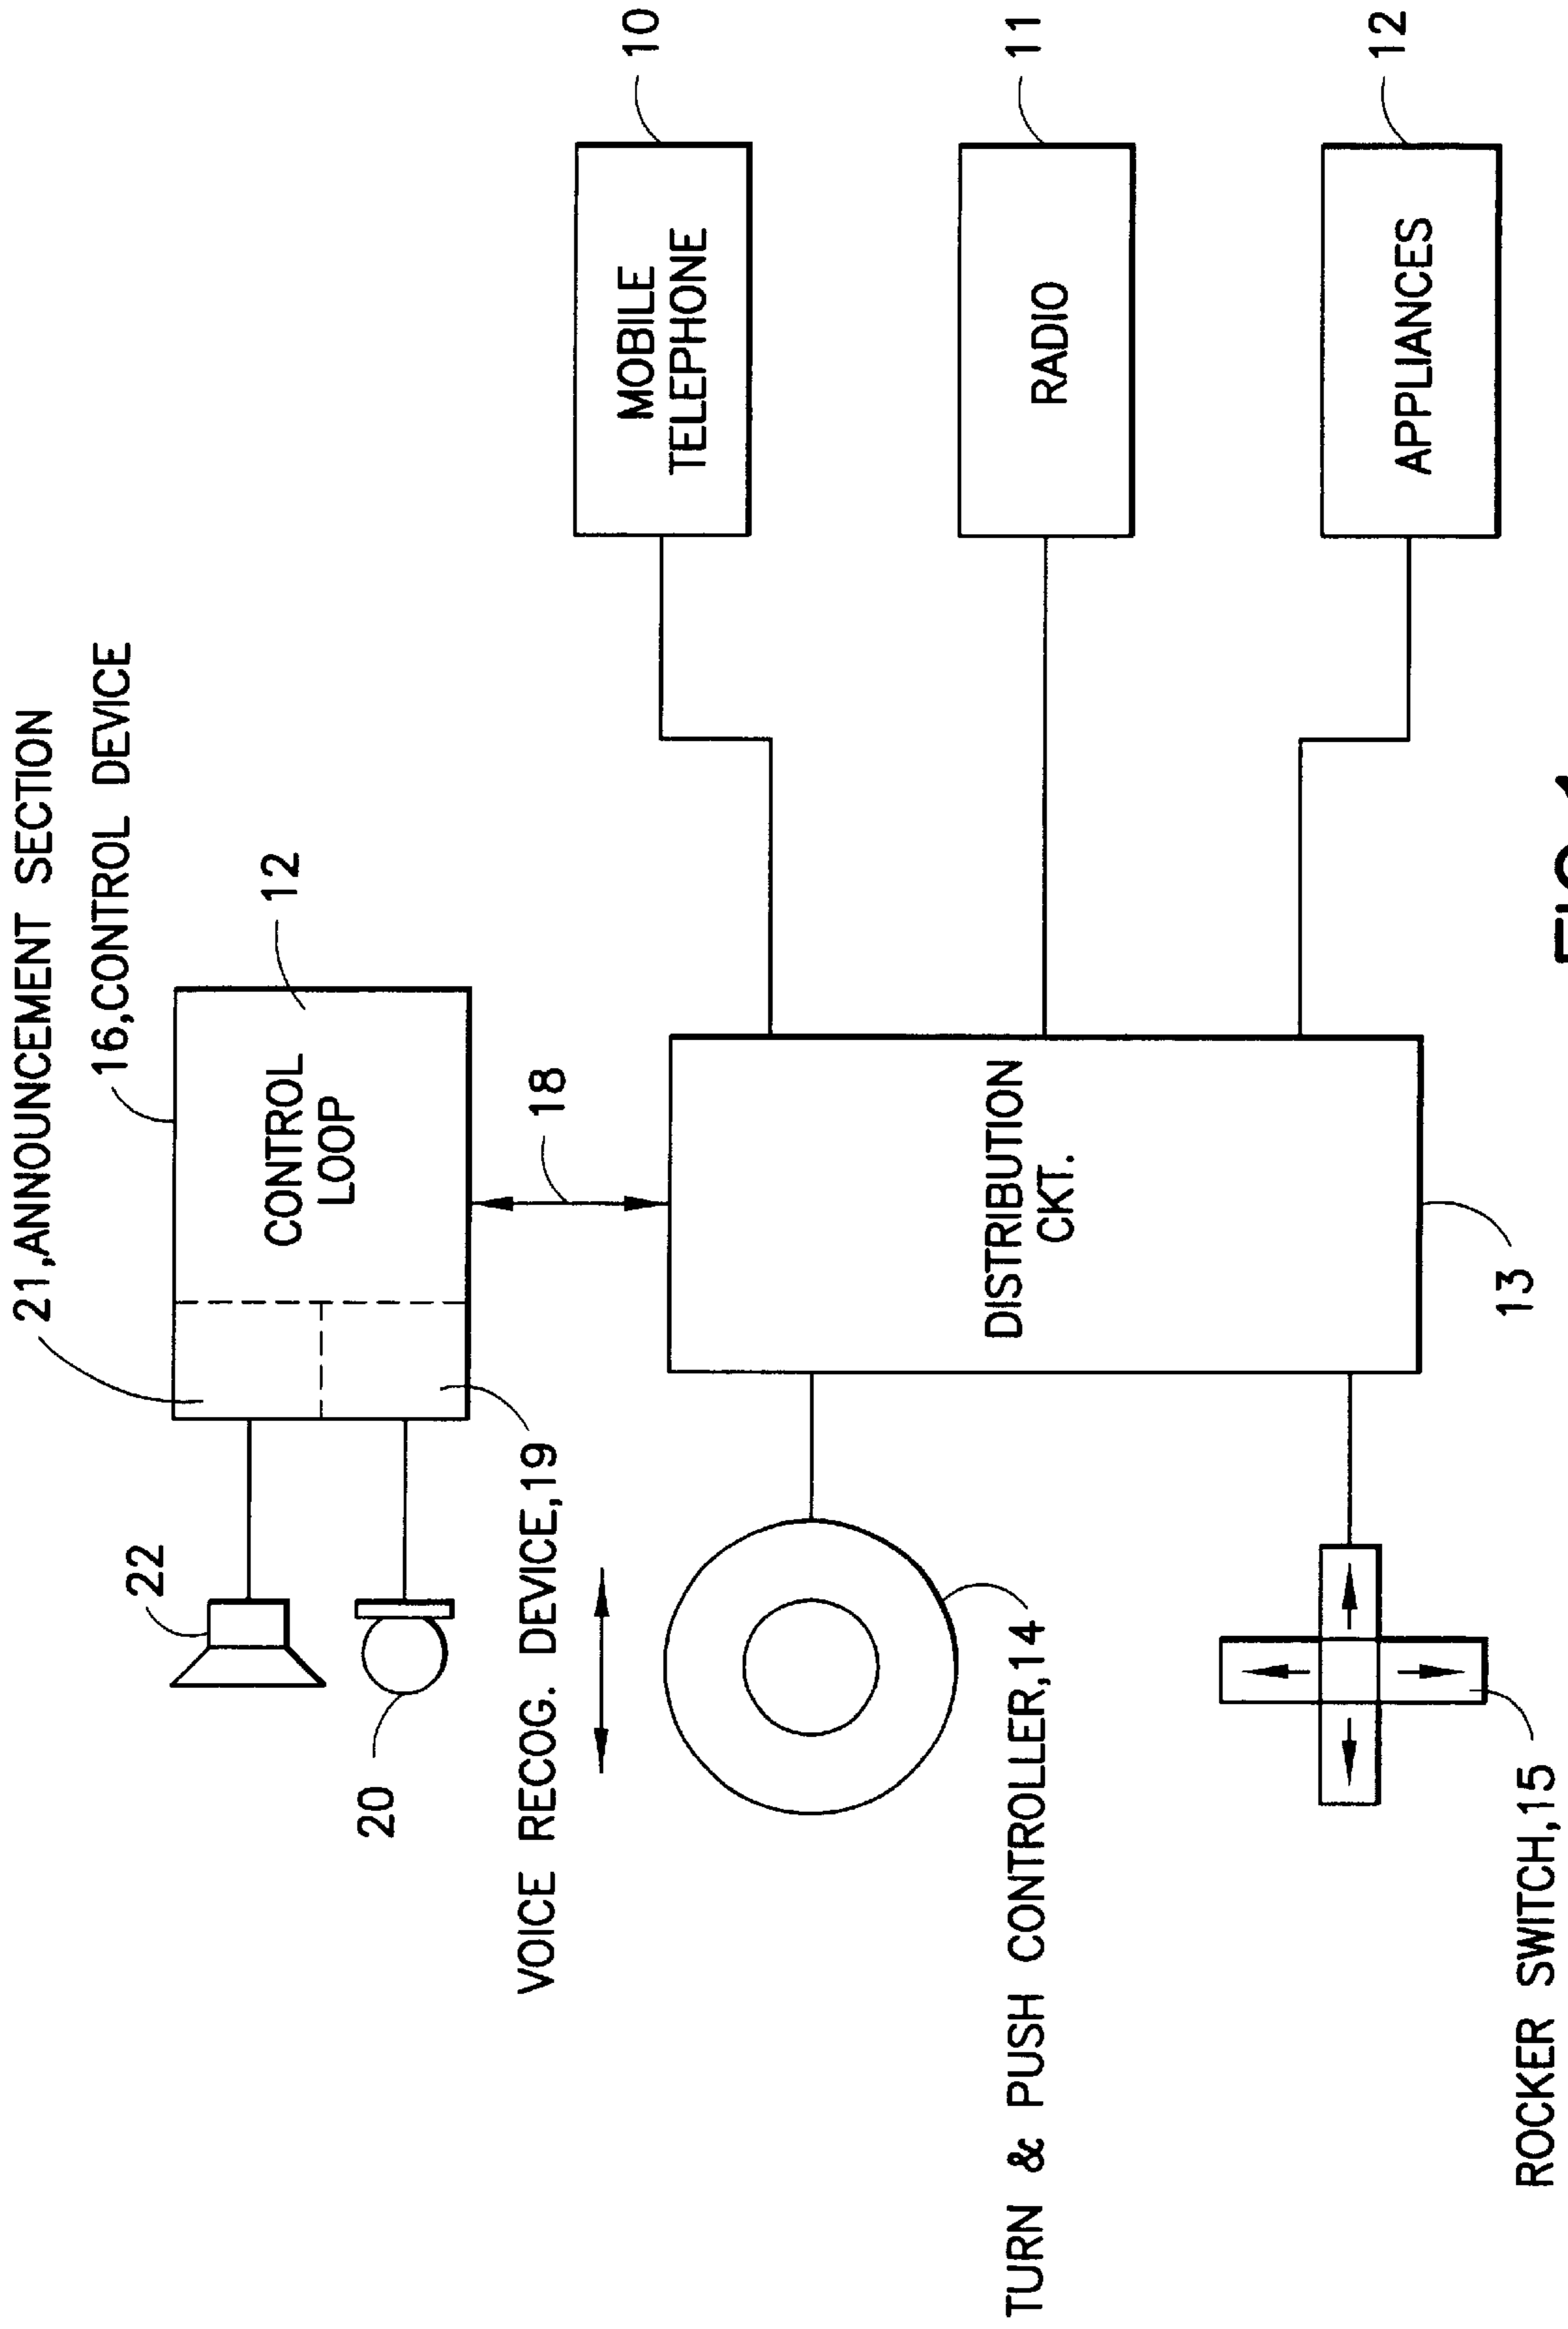 21,ANNOUNCEMENT SECTION
16,CONTROL DEVICE
22
20
12
CONTROL
LOOP
18
VOICE RECOG. DEVICE,19
10
MOBILE
TELEPHONE
TURN & PUSH CONTROLLER,14
DISTRIBUTION
CKT.
11
RADIO
ROCKER SWITCH,15
13
12
APPLIANCES